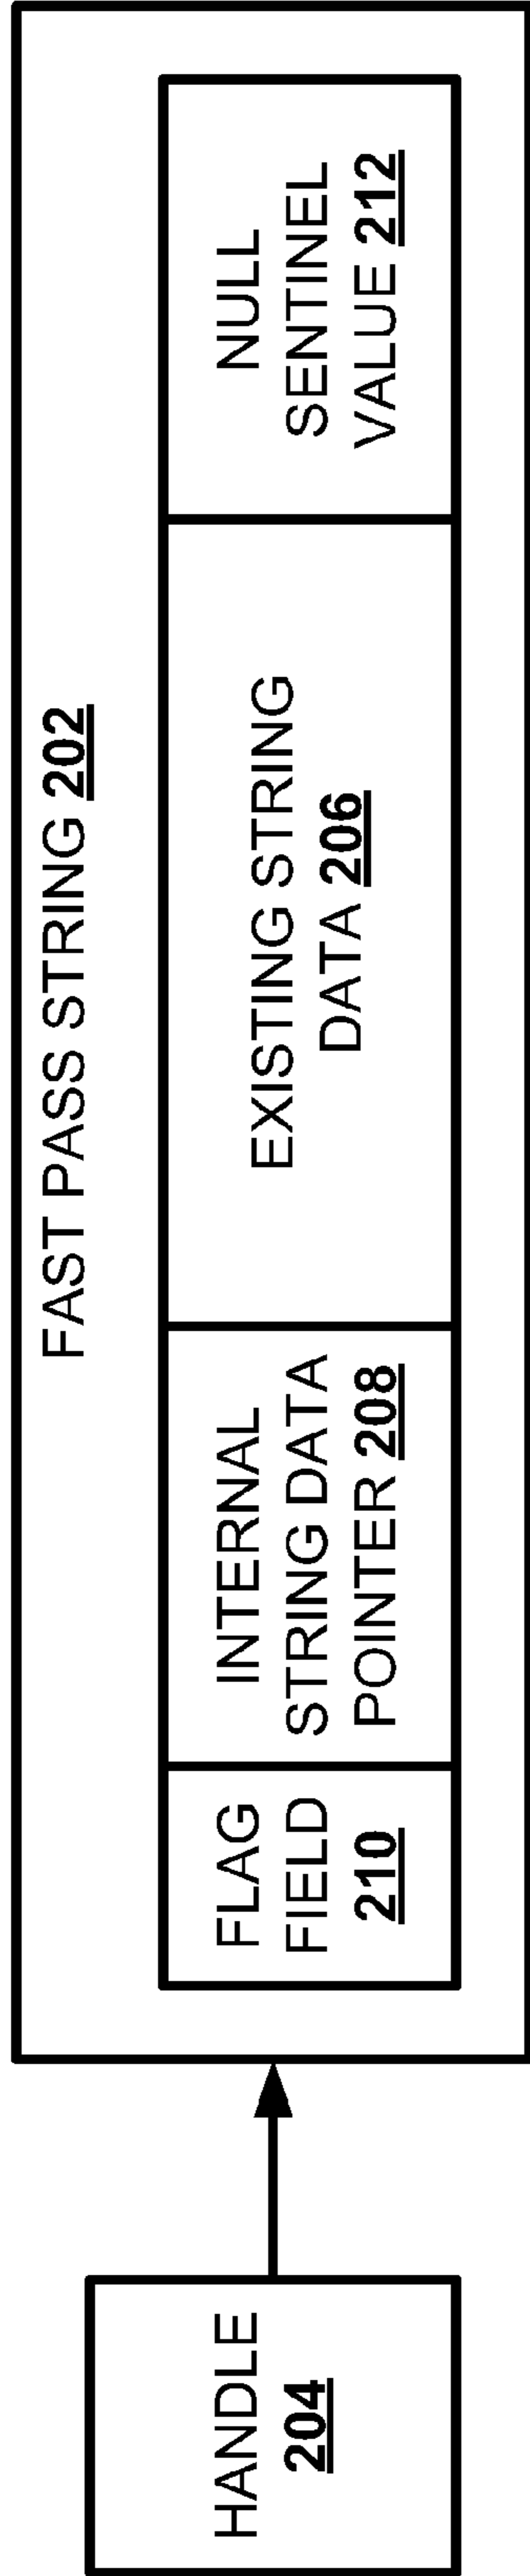 FAST PASS STRING 202
HANDLE
204
FLAG
FIELD
210
INTERNAL
STRING DATA
POINTER 208
EXISTING STRING
DATA 206
NULL
SENTINEL
VALUE 212